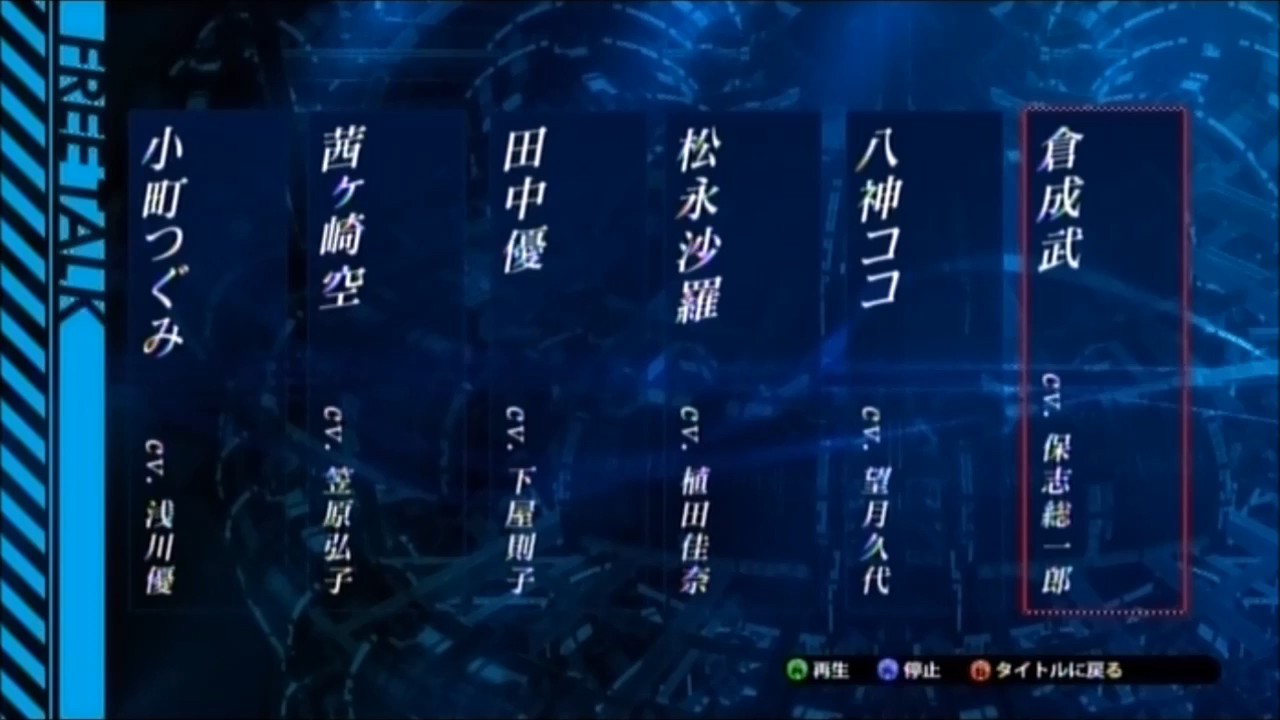 FREETALK
倉成武 cv. 保志総一郎
八神ココ cv. 望月久代
松永沙羅 cv. 植田佳奈
田中優 cv. 下屋則子
茜ヶ崎空 cv. 笠原弘子
小町つぐみ cv. 浅川優
再生 停止 タイトルに戻る